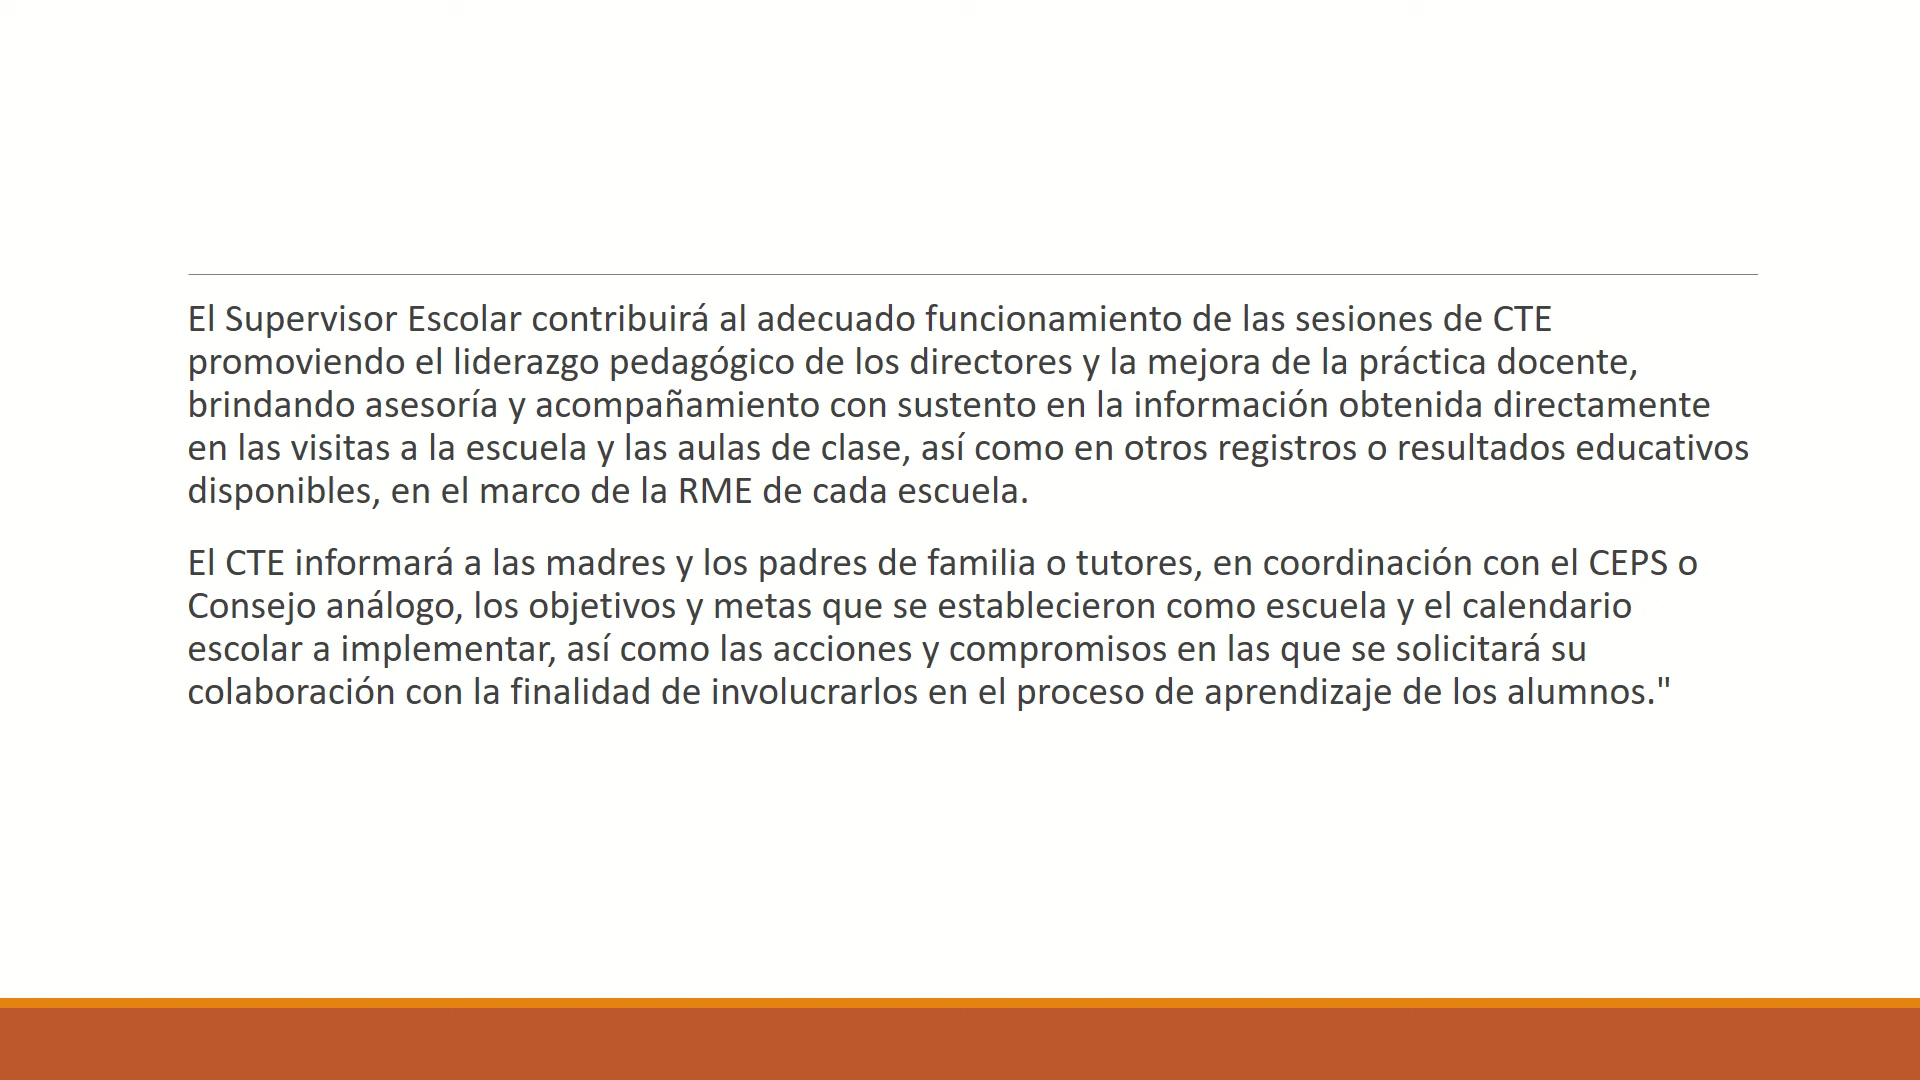 El Supervisor Escolar contribuirá al adecuado funcionamiento de las sesiones de CTE
promoviendo el liderazgo pedagógico de los directores y la mejora de la práctica docente,
brindando asesoría y acompañamiento con sustento en la información obtenida directamente
en las visitas a la escuela y las aulas de clase, así como en otros registros o resultados educativos
disponibles, en el marco de la RME de cada escuela.
El CTE informará a las madres y los padres de familia o tutores, en coordinación con el CEPS o
Consejo análogo, los objetivos y metas que se establecieron como escuela y el calendario
escolar a implementar, así como las acciones y compromisos en las que se solicitará su
colaboración con la finalidad de involucrarlos en el proceso de aprendizaje de los alumnos."